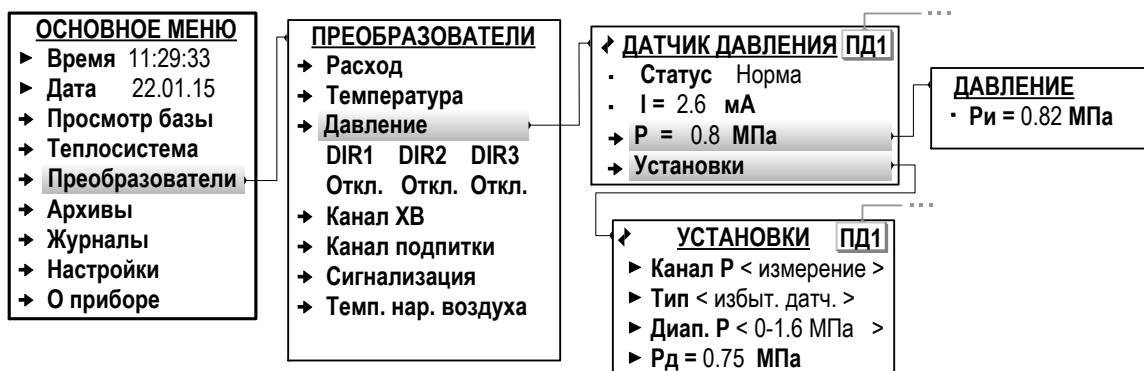 ОСНОВНОЕ МЕНЮ
Время 11:29:33
Дата 22.01.15
Просмотр базы
Теплосистема
Преобразователи
Архивы
Журналы
Настройки
О приборе
ПРЕОБРАЗОВАТЕЛИ
Расход
Температура
Давление
DIR1 DIR2 DIR3
Откл. Откл. Откл.
Канал ХВ
Канал подпитки
Сигнализация
Темп. нар. воздуха
ДАТЧИК ДАВЛЕНИЯ ПД1
Статус Норма
I = 2.6 мА
P = 0.8 МПа
Установки
ДАВЛЕНИЕ
Ри = 0.82 МПа
УСТАНОВКИ ПД1
Канал Р < измерение >
Тип < избыт. датч. >
Диап. Р < 0-1.6 МПа >
Рд = 0.75 МПа